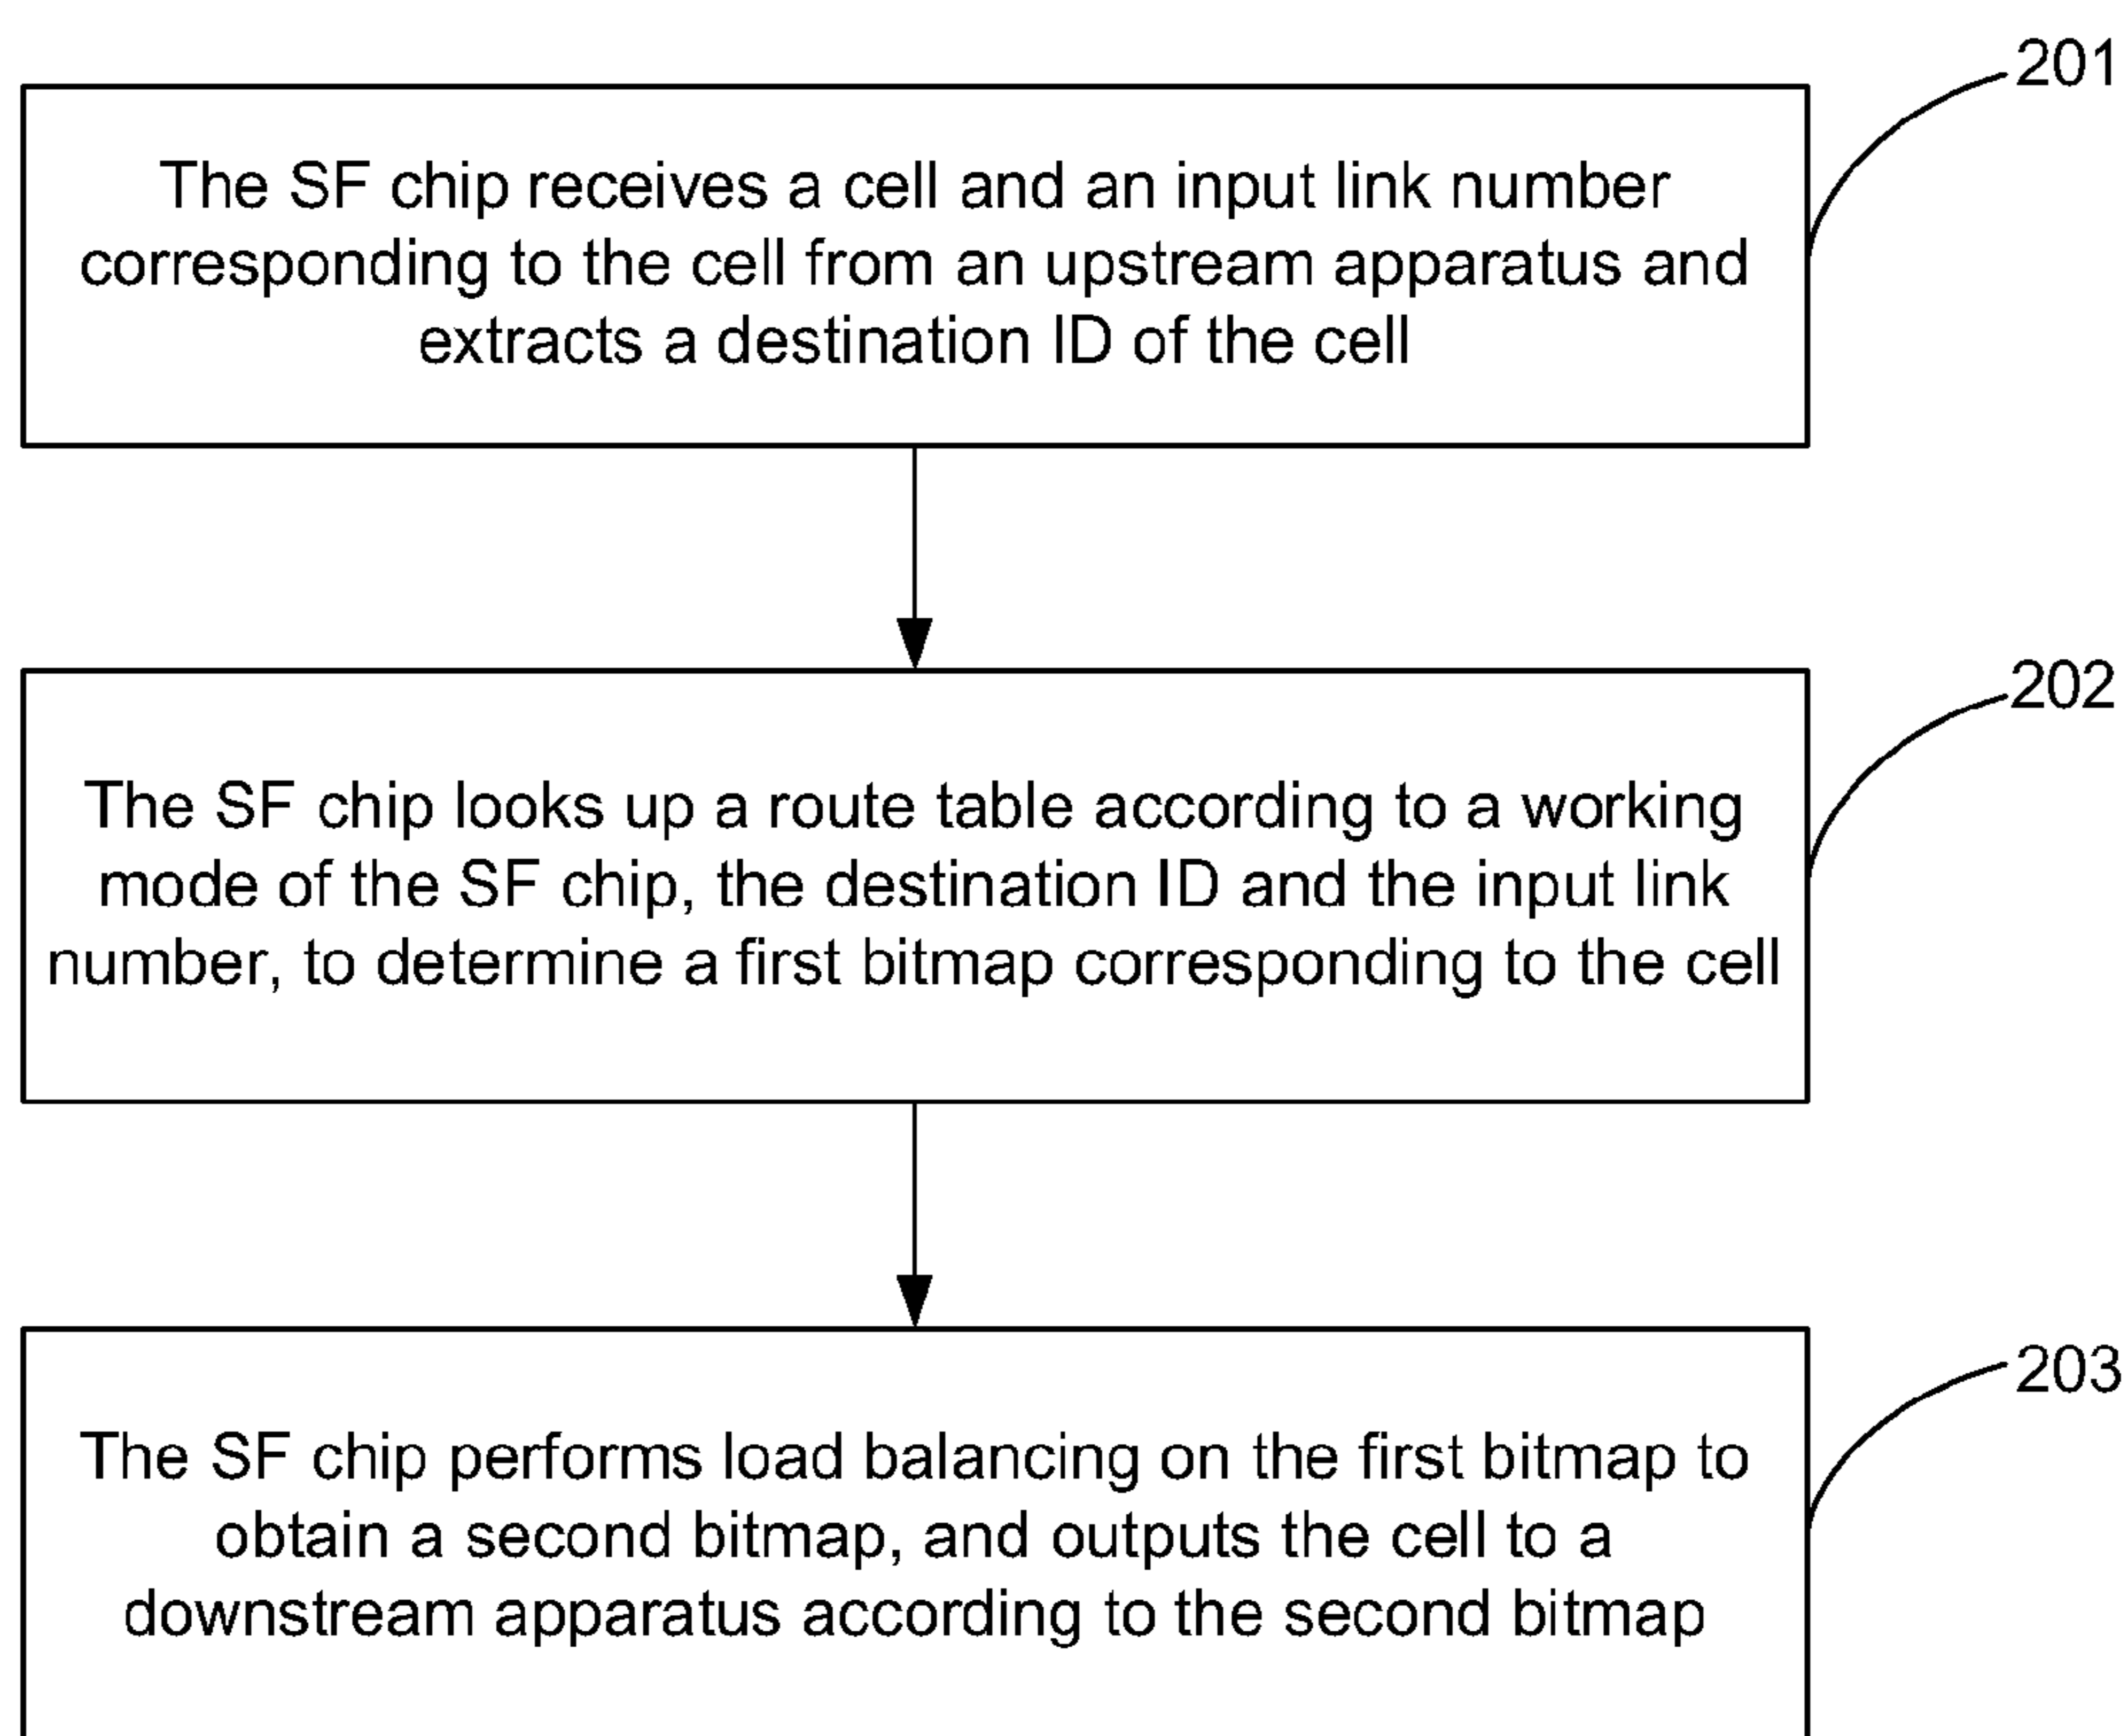 201
The SF chip receives a cell and an input link number
corresponding to the cell from an upstream apparatus and
extracts a destination ID of the cell
202
The SF chip looks up a route table according to a working
mode of the SF chip, the destination ID and the input link
number, to determine a first bitmap corresponding to the cell
203
The SF chip performs load balancing on the first bitmap to
obtain a second bitmap, and outputs the cell to a
downstream apparatus according to the second bitmap